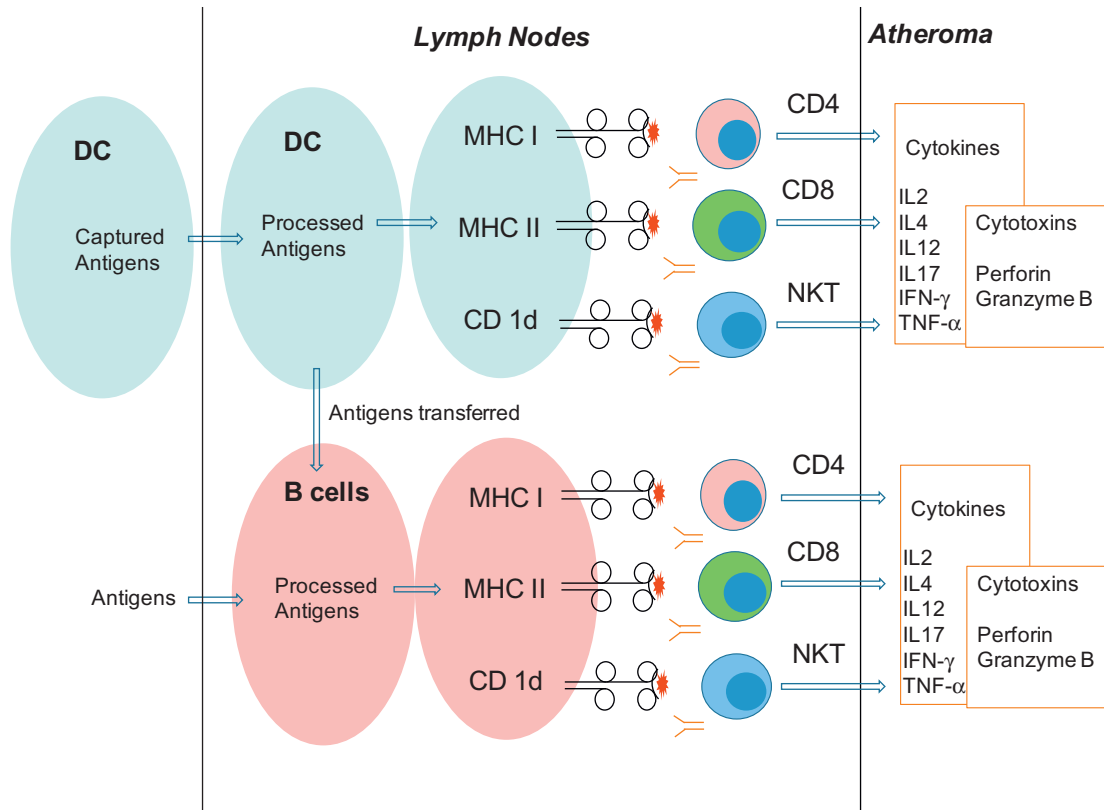 Lymph Nodes
Atheroma
DC
Captured
Antigens
DC
Processed
Antigens
MHC I
MHC II
CD 1d
CD4
CD8
NKT
Cytokines
IL2
IL4
IL12
IL17
IFN-γ
TNF-α
Cytotoxins
Perforin
Granzyme B
Antigens transferred
Antigens
B cells
Processed
Antigens
MHC I
MHC II
CD 1d
CD4
CD8
NKT
Cytokines
IL2
IL4
IL12
IL17
IFN-γ
TNF-α
Cytotoxins
Perforin
Granzyme B